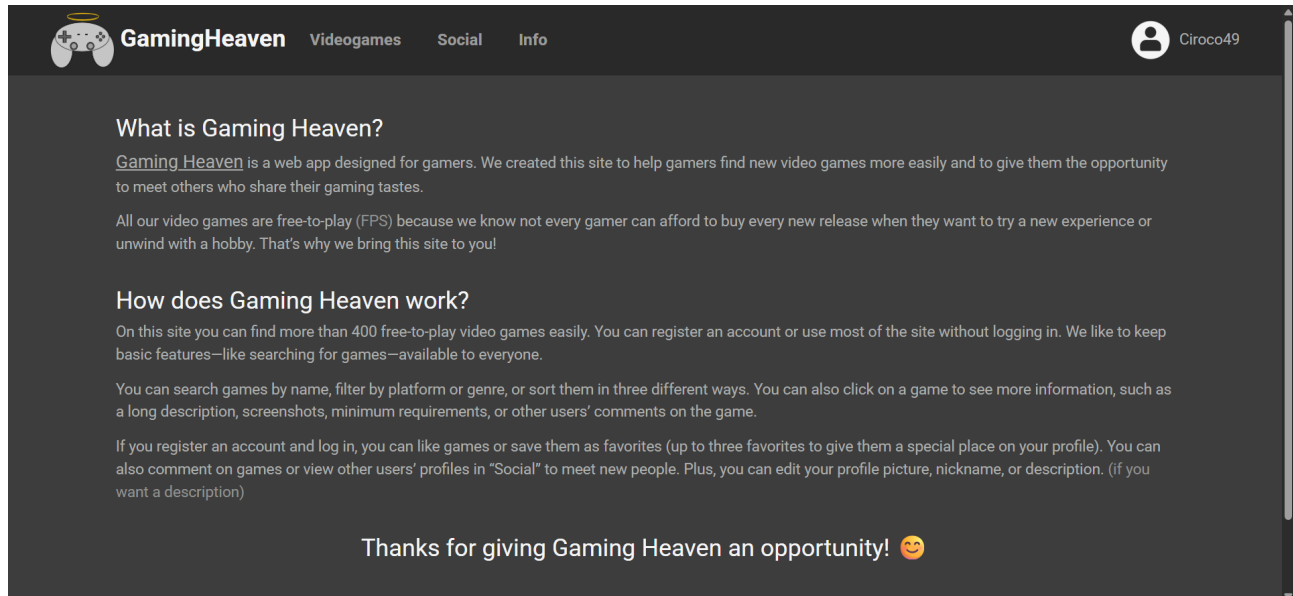 GamingHeaven Videogames Social Info Ciroco49
What is Gaming Heaven?
Gaming Heaven is a web app designed for gamers. We created this site to help gamers find new video games more easily and to give them the opportunity
to meet others who share their gaming tastes.
All our video games are free-to-play (FPS) because we know not every gamer can afford to buy every new release when they want to try a new experience or
unwind with a hobby. That’s why we bring this site to you!
How does Gaming Heaven work?
On this site you can find more than 400 free-to-play video games easily. You can register an account or use most of the site without logging in. We like to keep
basic features—like searching for games—available to everyone.
You can search games by name, filter by platform or genre, or sort them in three different ways. You can also click on a game to see more information, such as
a long description, screenshots, minimum requirements, or other users’ comments on the game.
If you register an account and log in, you can like games or save them as favorites (up to three favorites to give them a special place on your profile). You can
also comment on games or view other users’ profiles in “Social” to meet new people. Plus, you can edit your profile picture, nickname, or description. (if you
want a description)
Thanks for giving Gaming Heaven an opportunity! 😊